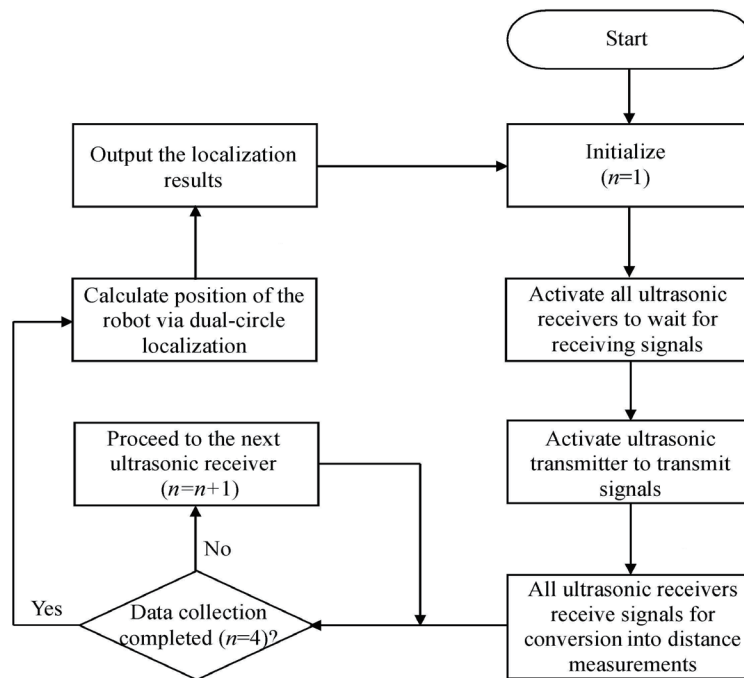 Start
Initialize
(n=1)
Activate all ultrasonic
receivers to wait for
receiving signals
Activate ultrasonic
transmitter to transmit
signals
All ultrasonic receivers
receive signals for
conversion into distance
measurements
Data collection
completed (n=4)?
No
Proceed to the next
ultrasonic receiver
(n=n+1)
Yes
Calculate position of the
robot via dual-circle
localization
Output the localization
results